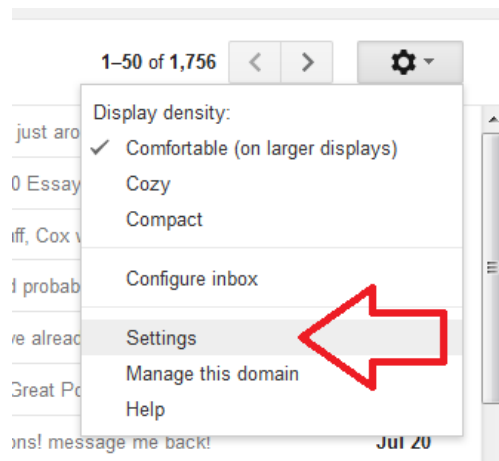 1–50 of 1,756
Display density:
just aro
Comfortable (on larger displays)
0 Essay
Cozy
Compact
uff, Cox
Configure inbox
d probab
Settings
ve alread
Manage this domain
Great Po
Help
ons! message me back! Jul 20